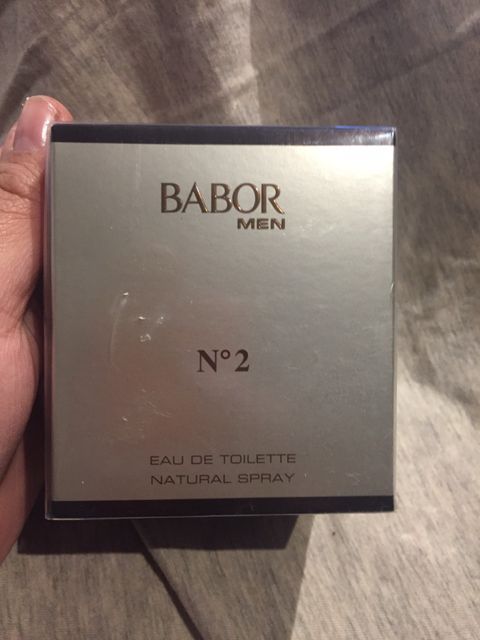 BABOR
MEN
N° 2
EAU DE TOILETTE
NATURAL SPRAY